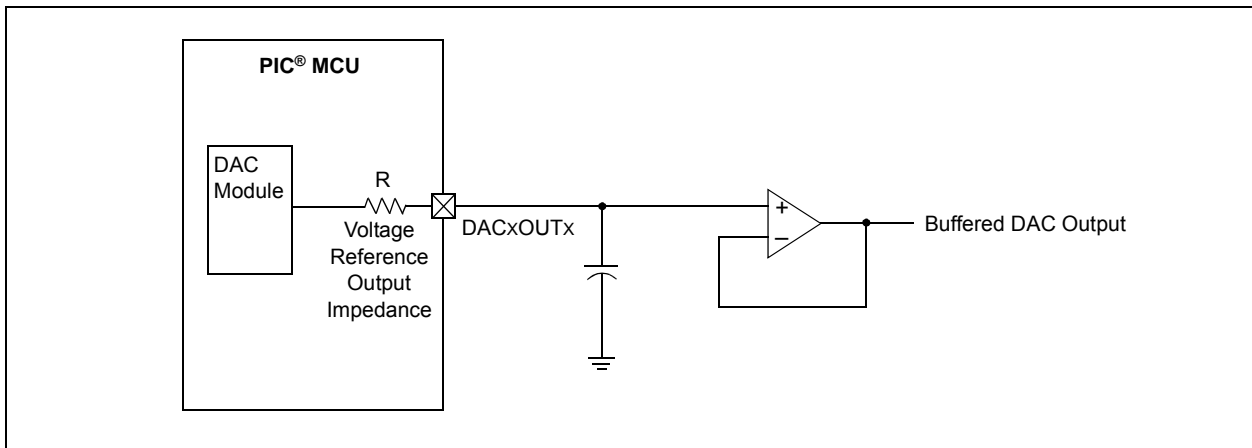 PIC® MCU
DAC
Module
R
Voltage
Reference
Output
Impedance
DACxOUTx
+
–
Buffered DAC Output